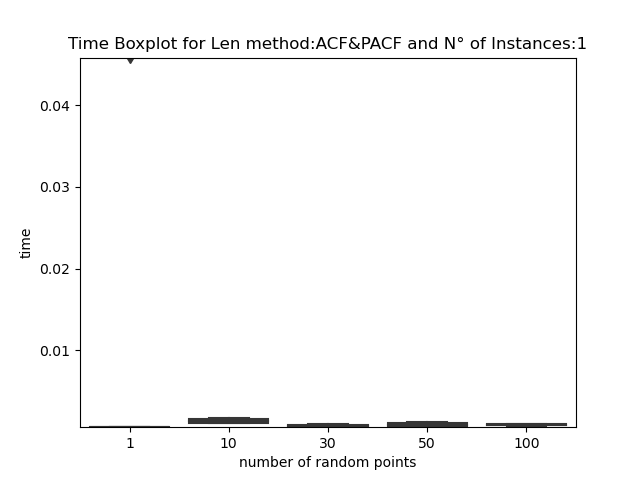 Time Boxplot for Len method:ACF&PACF and N° of Instances:1
0.04
0.03
0.02
0.01
time
1 10 30 50 100
number of random points